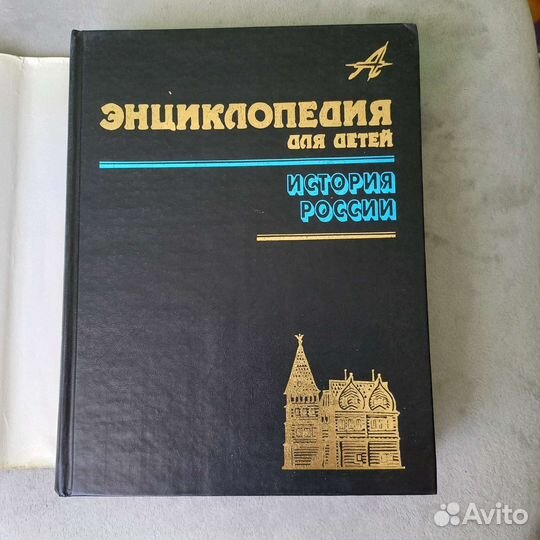 А+
ЭНЦИКЛОПЕДИЯ
ДЛЯ ДЕТЕЙ
ИСТОРИЯ
РОССИИ
Avito